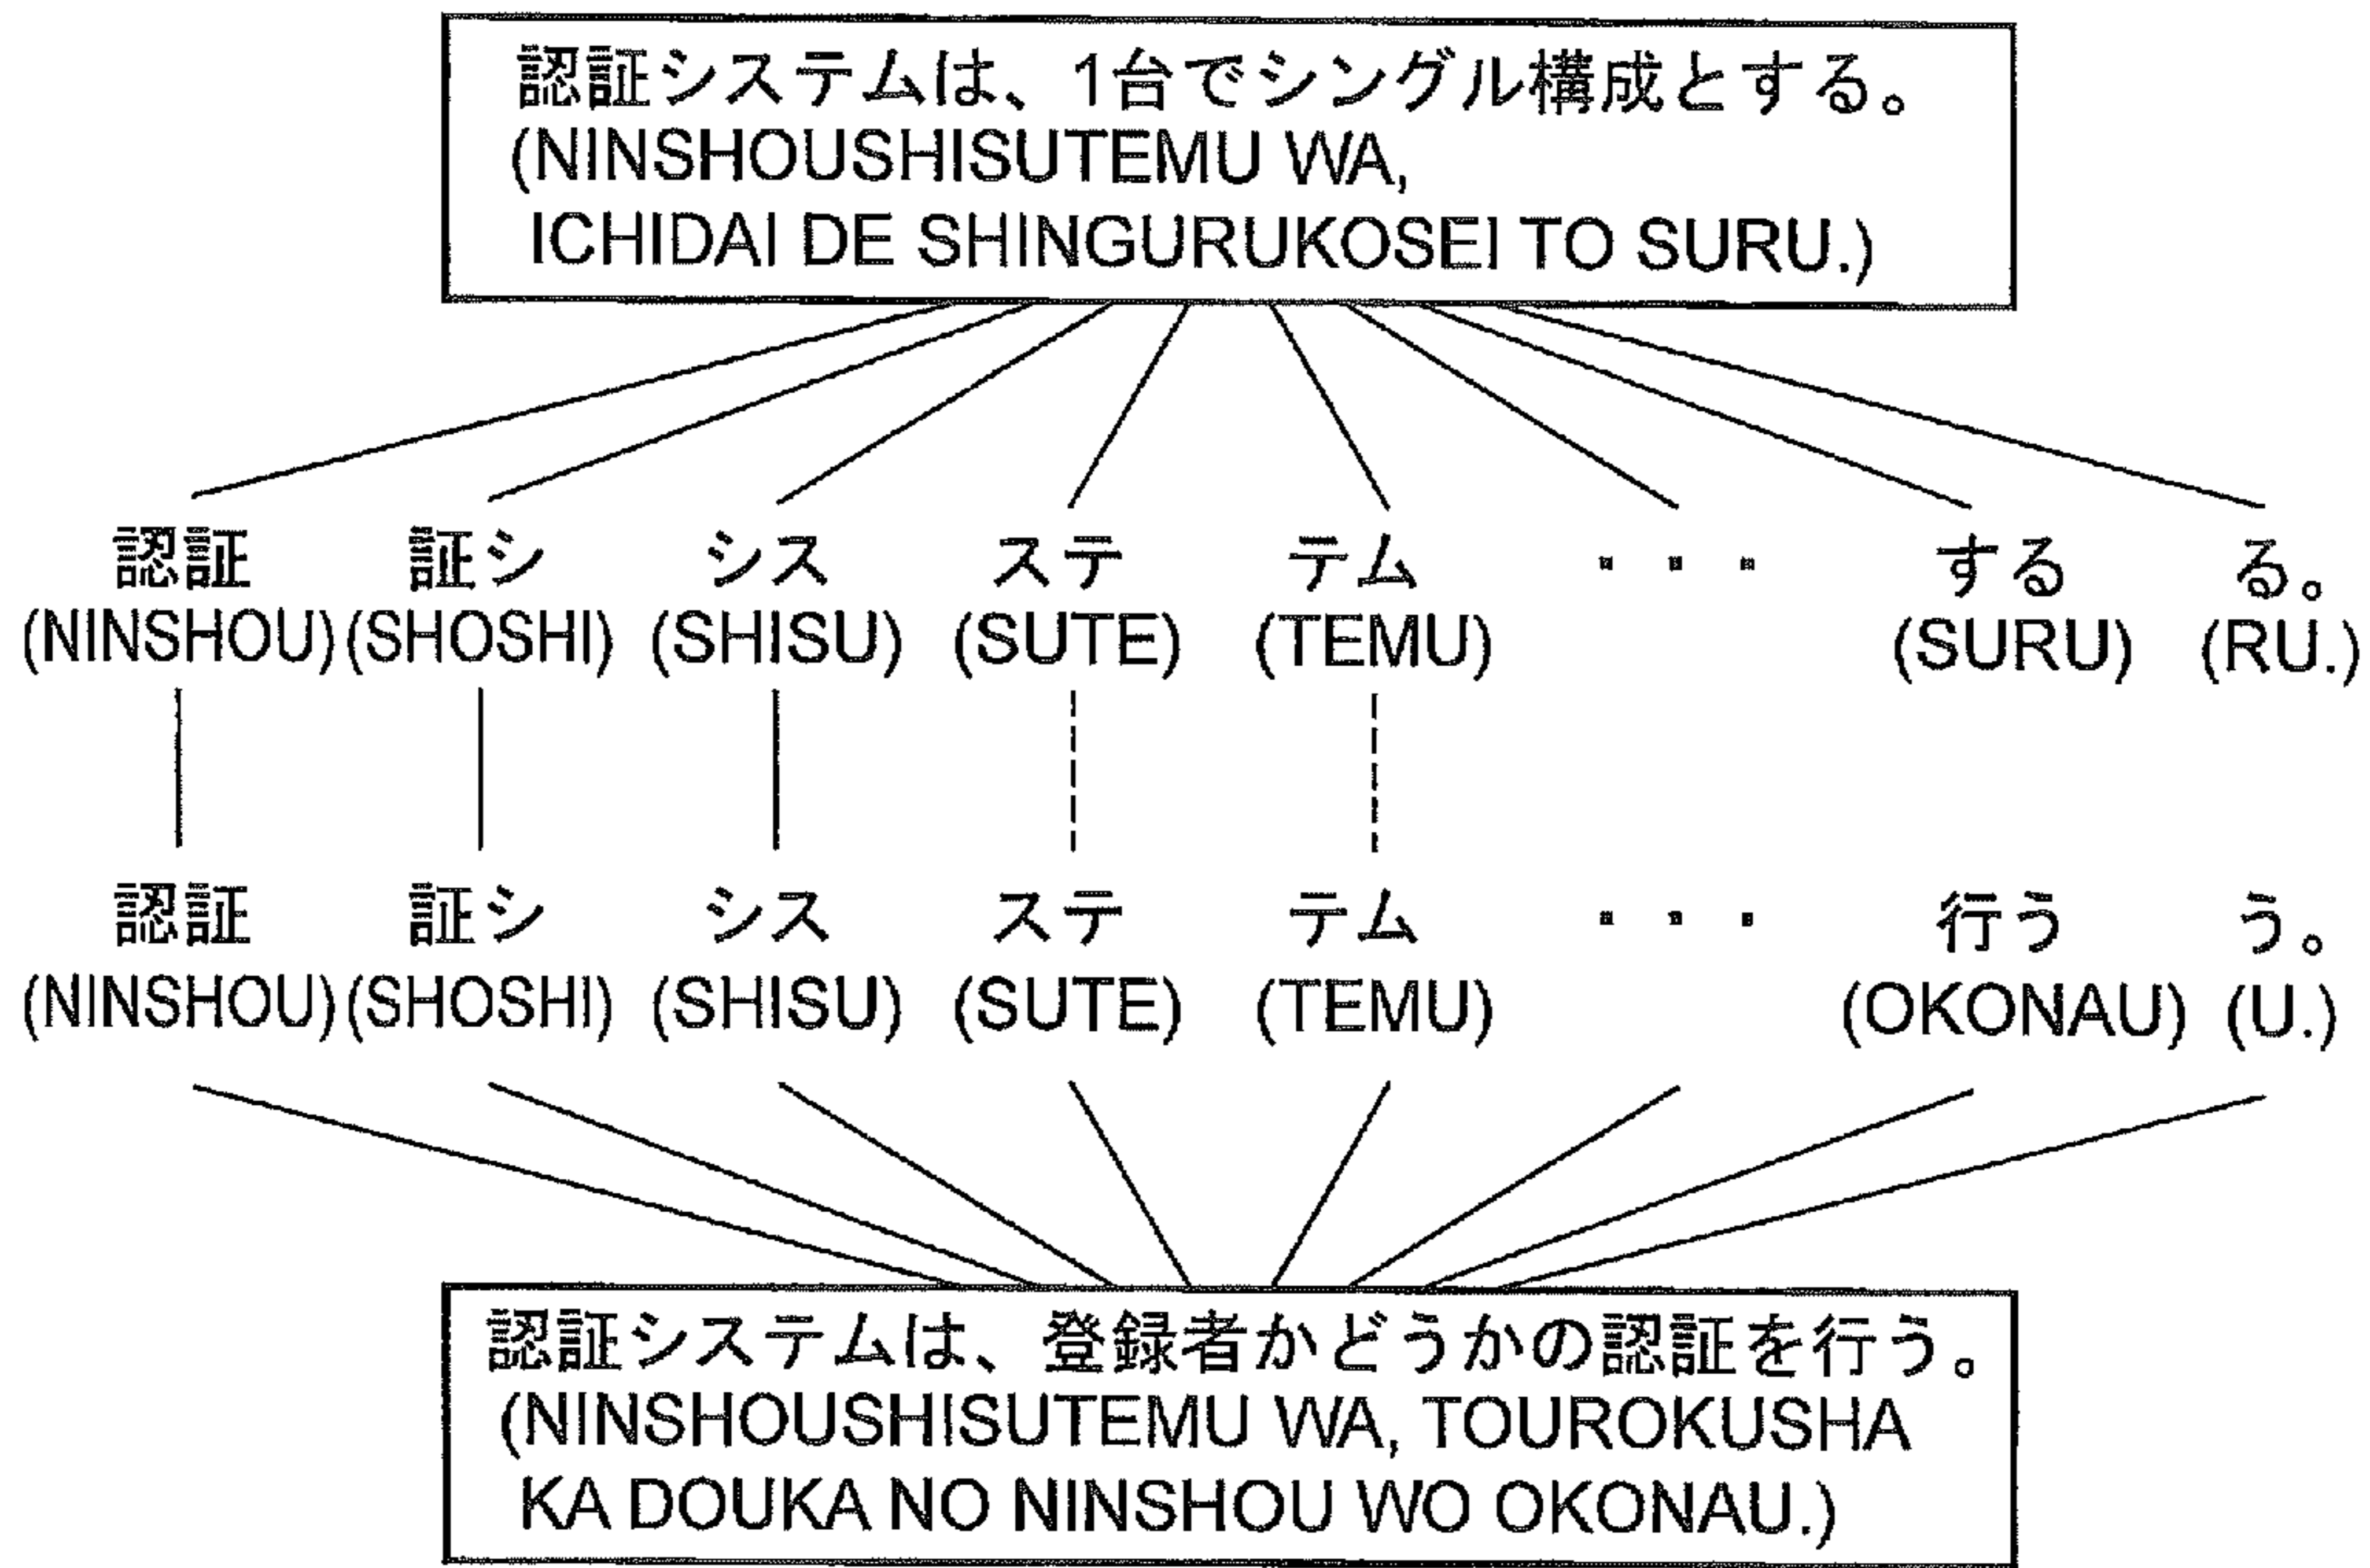 認証システムは、1台でシングル構成とする。
(NINSHOUSHISUTEMU WA,
ICHIDAI DE SHINGURUKOSEI TO SURU.)
認証 証シ シス ステ テム ・・・ する る。
(NINSHOU) (SHOSHI) (SHISU) (SUTE) (TEMU) (SURU) (RU.)
認証 証シ シス ステ テム ・・・ 行う う。
(NINSHOU) (SHOSHI) (SHISU) (SUTE) (TEMU) (OKONAU) (U.)
認証システムは、登録者かどうかの認証を行う。
(NINSHOUSHISUTEMU WA, TOUROKUSHA
KA DOUKA NO NINSHOU WO OKONAU.)